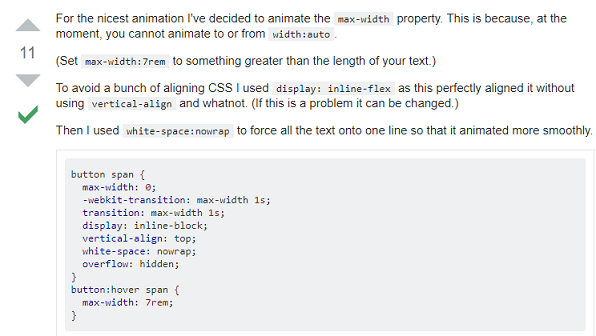 For the nicest animation I've decided to animate the max-width property. This is because, at the
moment, you cannot animate to or from width:auto .
11
(Set max-width:7rem to something greater than the length of your text.)
To avoid a bunch of aligning CSS I used display: inline-flex as this perfectly aligned it without
using vertical-align and whatnot. (If this is a problem it can be changed.)
Then I used white-space:nowrap to force all the text onto one line so that it animated more smoothly.
button span {
  max-width: 0;
  -webkit-transition: max-width 1s;
  transition: max-width 1s;
  display: inline-block;
  vertical-align: top;
  white-space: nowrap;
  overflow: hidden;
}
button:hover span {
  max-width: 7rem;
}